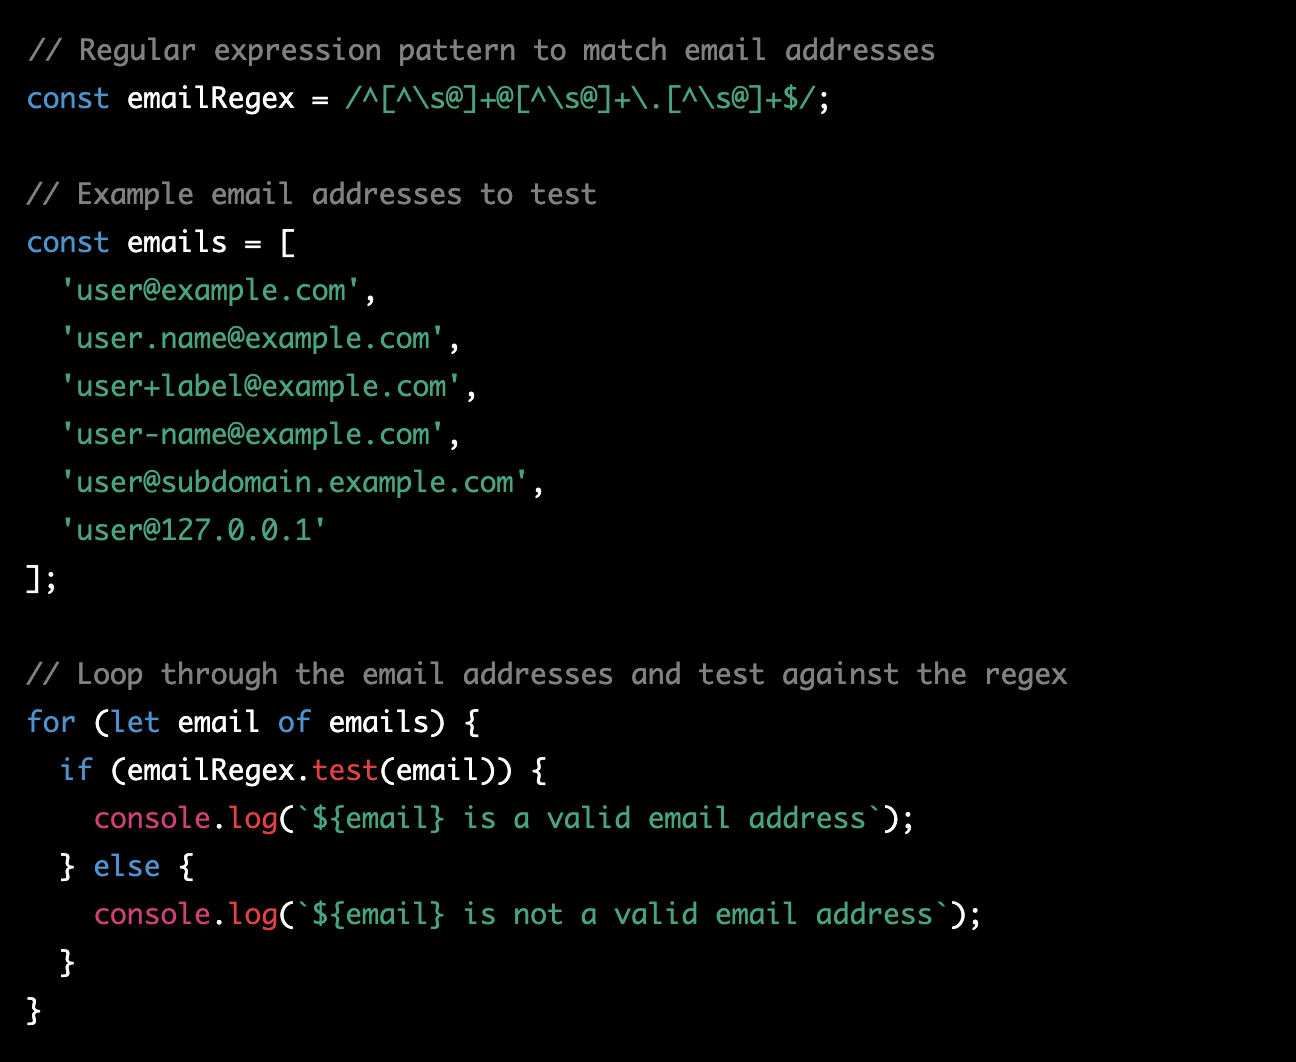 // Regular expression pattern to match email addresses
const emailRegex = /^[^\s@]+@[^\s@]+\.[^\s@]+$/;

// Example email addresses to test
const emails = [
  'user@example.com',
  'user.name@example.com',
  'user+label@example.com',
  'user-name@example.com',
  'user@subdomain.example.com',
  'user@127.0.0.1'
];

// Loop through the email addresses and test against the regex
for (let email of emails) {
  if (emailRegex.test(email)) {
    console.log(`${email} is a valid email address`);
  } else {
    console.log(`${email} is not a valid email address`);
  }
}